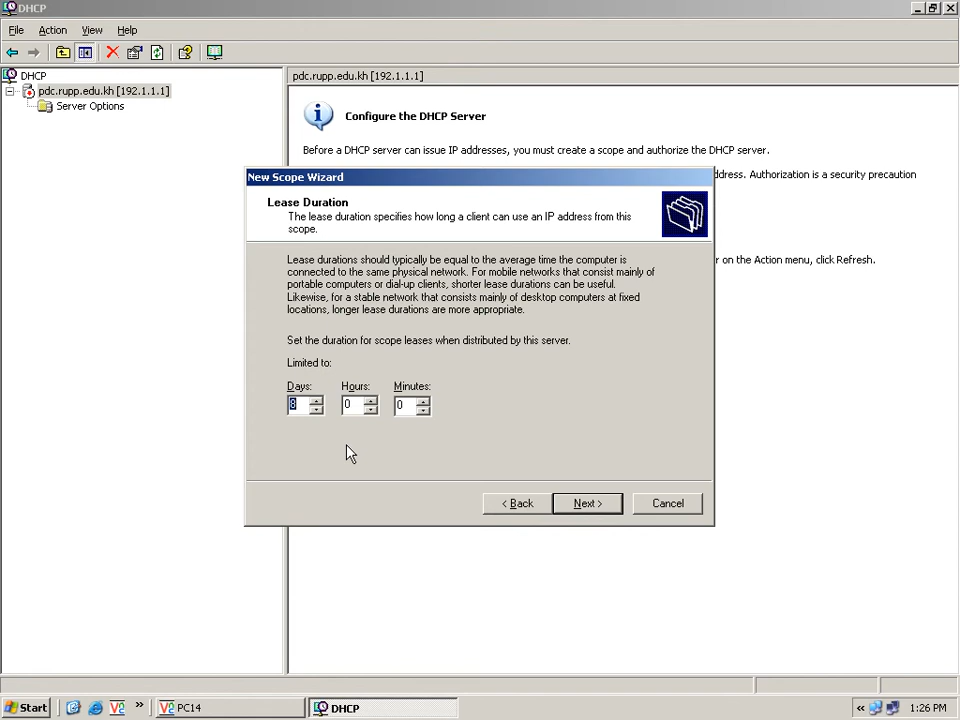 DHCP
File Action View Help
DHCP
pdc.rupp.edu.kh [192.1.1.1]
Server Options
pdc.rupp.edu.kh [192.1.1.1]
Configure the DHCP Server
Before a DHCP server can issue IP addresses, you must create a scope and authorize the DHCP server.
ddress. Authorization is a security precaution
r on the Action menu, click Refresh.
New Scope Wizard
Lease Duration
The lease duration specifies how long a client can use an IP address from this
scope.
Lease durations should typically be equal to the average time the computer is
connected to the same physical network. For mobile networks that consist mainly of
portable computers or dial-up clients, shorter lease durations can be useful.
Likewise, for a stable network that consists mainly of desktop computers at fixed
locations, longer lease durations are more appropriate.
Set the duration for scope leases when distributed by this server.
Limited to:
Days: Hours: Minutes:
8 0 0
< Back Next > Cancel
Start V2 » V2 PC14 DHCP « 1:26 PM